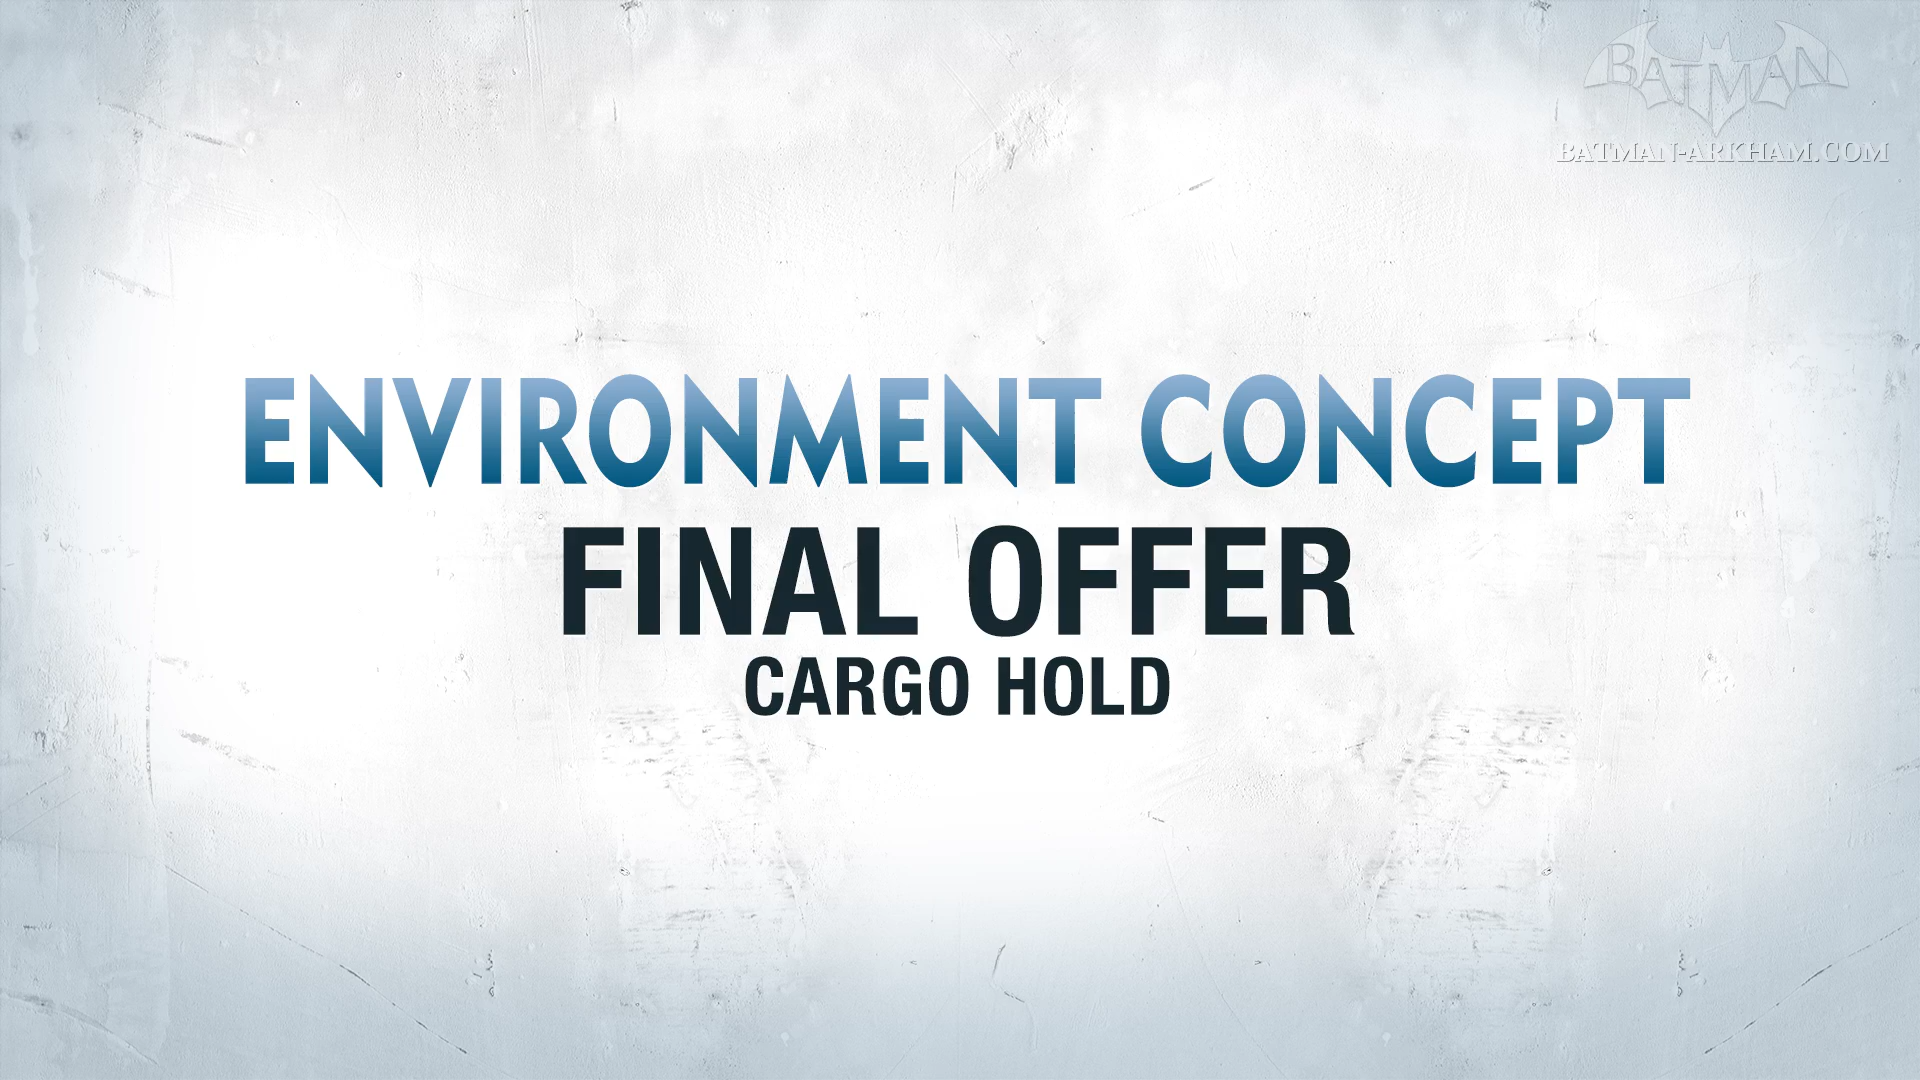 BATMAN
BATMAN-ARKHAM.COM
ENVIRONMENT CONCEPT
FINAL OFFER
CARGO HOLD